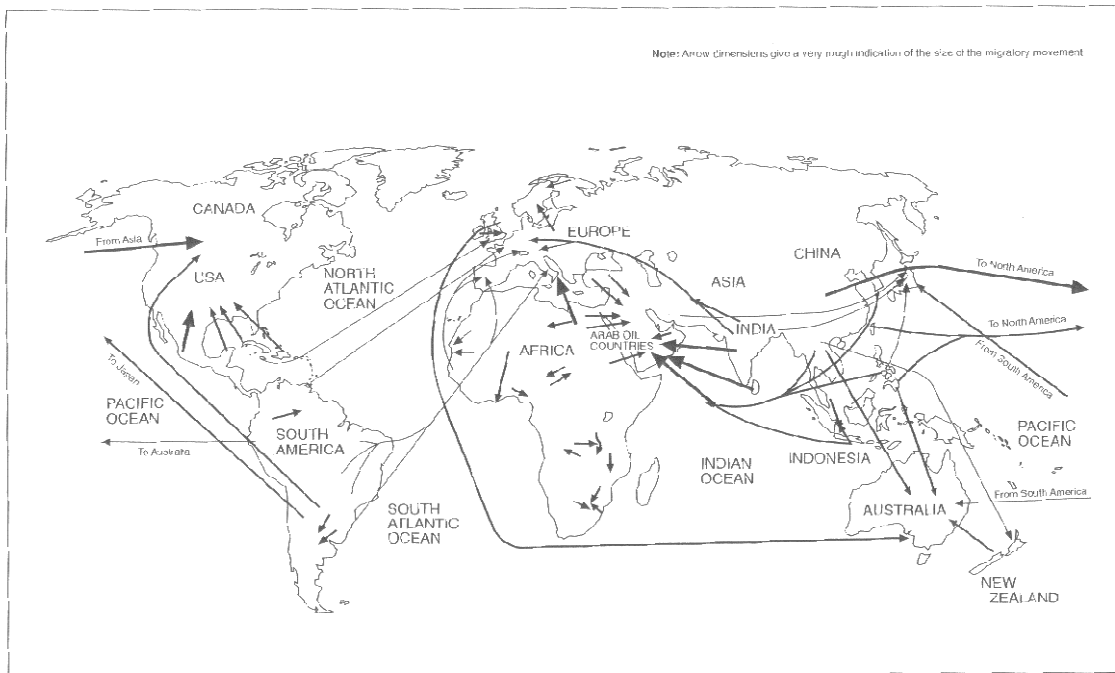 Note: Arrow dimensions give a very rough indication of the size of the migratory movement
CANADA
EUROPE
From Asia
CHINA
To North America
USA
NORTH
ATLANTIC
OCEAN
ASIA
To North America
INDIA
ARAB OIL
COUNTRIES
AFRICA
From South America
To Japan
PACIFIC
OCEAN
SOUTH
AMERICA
PACIFIC
OCEAN
To Australia
INDONESIA
INDIAN
OCEAN
From South America
SOUTH
ATLANTIC
OCEAN
AUSTRALIA
NEW
ZEALAND